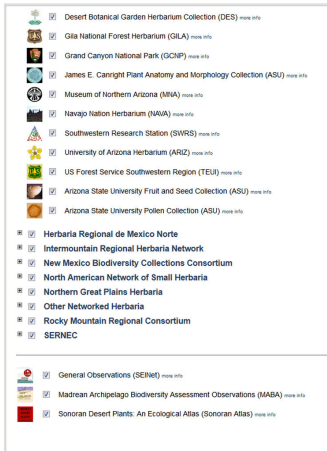 Desert Botanical Garden Herbarium Collection (DES) more info
Gila National Forest Herbarium (GILA) more info
Grand Canyon National Park (GCNP) more info
James E. Canright Plant Anatomy and Morphology Collection (ASU) more info
Museum of Northern Arizona (MNA) more info
Navajo Nation Herbarium (NAVA) more info
Southwestern Research Station (SWRS) more info
University of Arizona Herbarium (ARIZ) more info
US Forest Service Southwestern Region (TEUI) more info
Arizona State University Fruit and Seed Collection (ASU) more info
Arizona State University Pollen Collection (ASU) more info
Herbaria Regional de Mexico Norte
Intermountain Regional Herbaria Network
New Mexico Biodiversity Collections Consortium
North American Network of Small Herbaria
Northern Great Plains Herbaria
Other Networked Herbaria
Rocky Mountain Regional Consortium
SERNEC
General Observations (SEINet) more info
Madrean Archipelago Biodiversity Assessment Observations (MABA) more info
Sonoran Desert Plants: An Ecological Atlas (Sonoran Atlas) more info